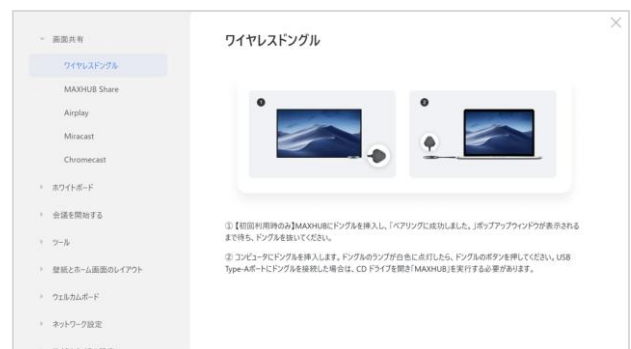 画面共有
ワイヤレスドングル
MAXHUB Share
Airplay
Miracast
Chromecast
ホワイトボード
会議を開始する
ツール
壁紙とホーム画面のレイアウト
ウェルカムボード
ネットワーク設定
ワイヤレスドングル
1
2
① 【初回利用時のみ】MAXHUBにドングルを挿入し、「ペアリングに成功しました。」ポップアップウィンドウが表示される
まで待ち、ドングルを抜いてください。
② コンピュータにドングルを挿入します。ドングルのランプが白色に点灯したら、ドングルのボタンを押してください。USB
Type-Aポートにドングルを接続した場合は、CD ドライブを開き「MAXHUB」を実行する必要があります。